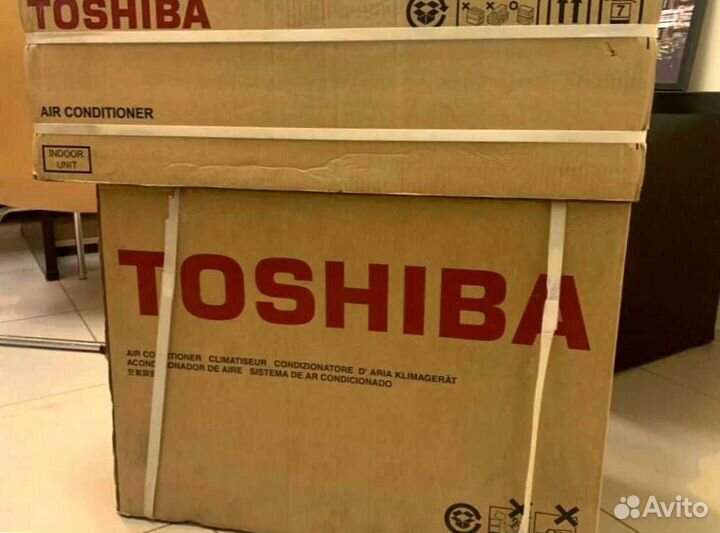 TOSHIBA
7
AIR CONDITIONER
INDOOR
UNIT
TOSHIBA
AIR CONDITIONER CLIMATISEUR CONDIZIONATORE D' ARIA KLIMAGERÄT
ACONDICIONADOR DE AIRE SISTEMA DE AR CONDICIONADO
Avito